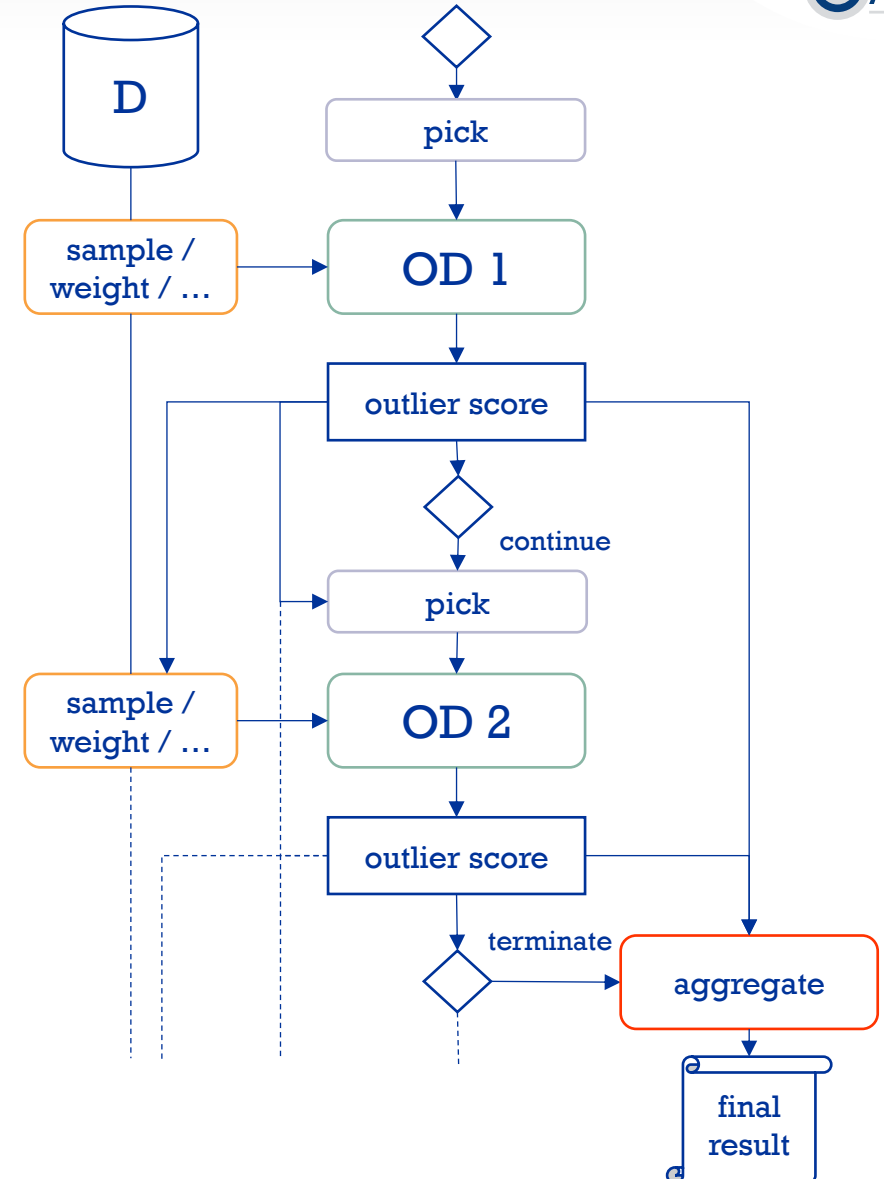 D
pick
sample /
weight / ...
OD 1
outlier score
continue
pick
sample /
weight / ...
OD 2
outlier score
terminate
aggregate
final
result